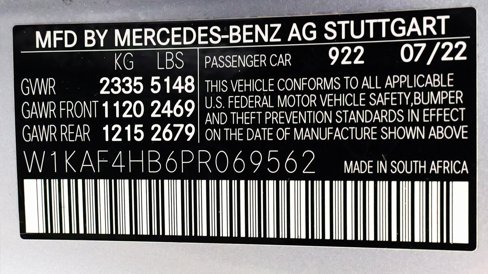 MFD BY MERCEDES-BENZ AG STUTTGART
KG LBS
GVWR 2335 5148
GAWR FRONT 1120 2469
GAWR REAR 1215 2679
PASSENGER CAR 922 07/22
THIS VEHICLE CONFORMS TO ALL APPLICABLE
U.S. FEDERAL MOTOR VEHICLE SAFETY,BUMPER
AND THEFT PREVENTION STANDARDS IN EFFECT
ON THE DATE OF MANUFACTURE SHOWN ABOVE
W1KAF4HB6PR069562
MADE IN SOUTH AFRICA